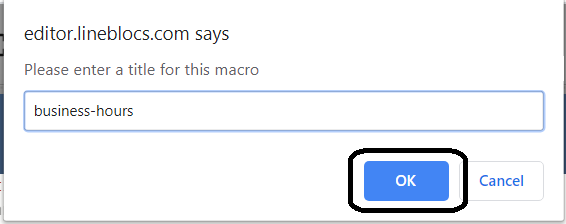 editor.lineblocs.com says
Please enter a title for this macro
business-hours
OK
Cancel